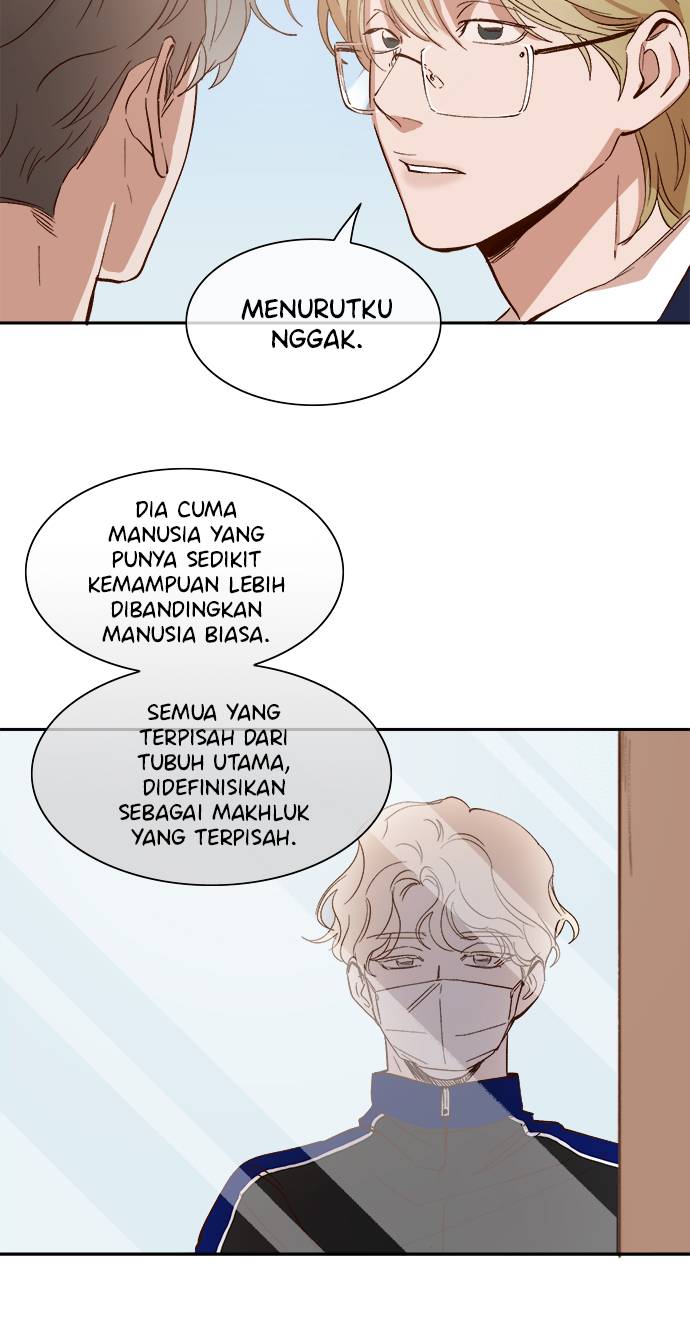 MENURUTKU
NGGAK.
DIA CUMA
MANUSIA YANG
PUNYA SEDIKIT
KEMAMPUAN LEBIH
DIBANDINGKAN
MANUSIA BIASA.
SEMUA YANG
TERPISAH DARI
TUBUH UTAMA,
DIDEFINISIKAN
SEBAGAI MAKHLUK
YANG TERPISAH.